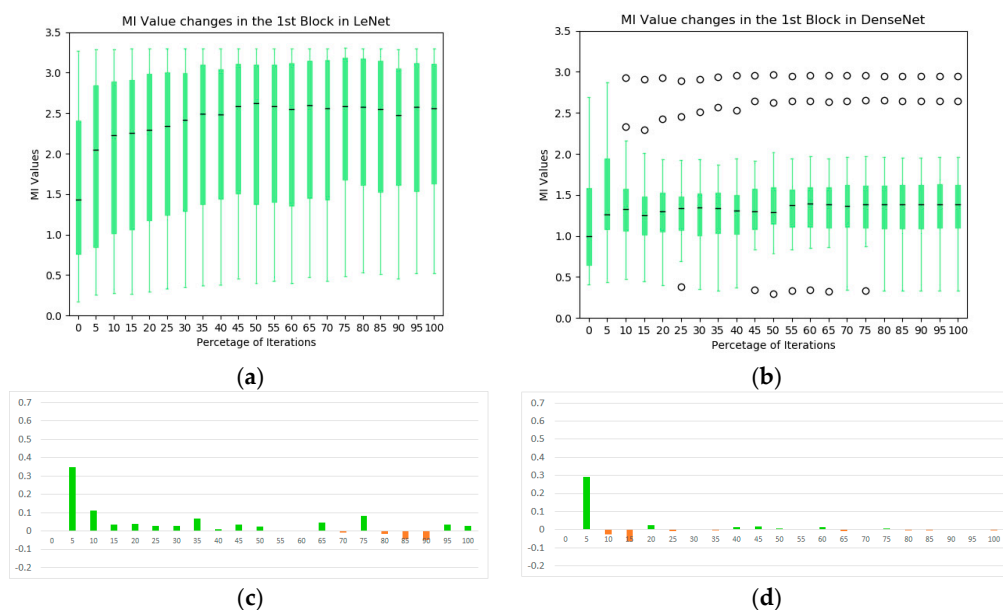 MI Value changes in the 1st Block in LeNet
MI Values
3.5
3.0
2.5
2.0
1.5
1.0
0.5
0.0
0 5 10 15 20 25 30 35 40 45 50 55 60 65 70 75 80 85 90 95 100
Percetage of Iterations
(a)
MI Value changes in the 1st Block in DenseNet
MI Values
3.5
3.0
2.5
2.0
1.5
1.0
0.5
0.0
0 5 10 15 20 25 30 35 40 45 50 55 60 65 70 75 80 85 90 95 100
Percetage of Iterations
(b)
0.7
0.6
0.5
0.4
0.3
0.2
0.1
0
-0.1
-0.2
0 5 10 15 20 25 30 35 40 45 50 55 60 65 70 75 80 85 90 95 100
(c)
0.7
0.6
0.5
0.4
0.3
0.2
0.1
0
-0.1
-0.2
0 5 10 15 20 25 30 35 40 45 50 55 60 65 70 75 80 85 90 95 100
(d)